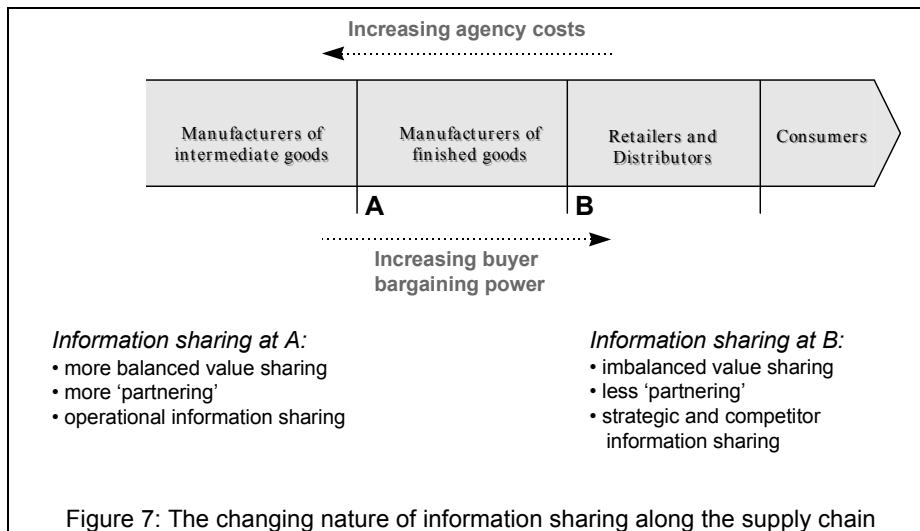 Increasing agency costs
Manufacturers of
intermediate goods
Manufacturers of
finished goods
Retailers and
Distributors
Consumers
A
B
Increasing buyer
bargaining power
Information sharing at A:
• more balanced value sharing
• more ‘partnering’
• operational information sharing
Information sharing at B:
• imbalanced value sharing
• less ‘partnering’
• strategic and competitor
information sharing
Figure 7: The changing nature of information sharing along the supply chain